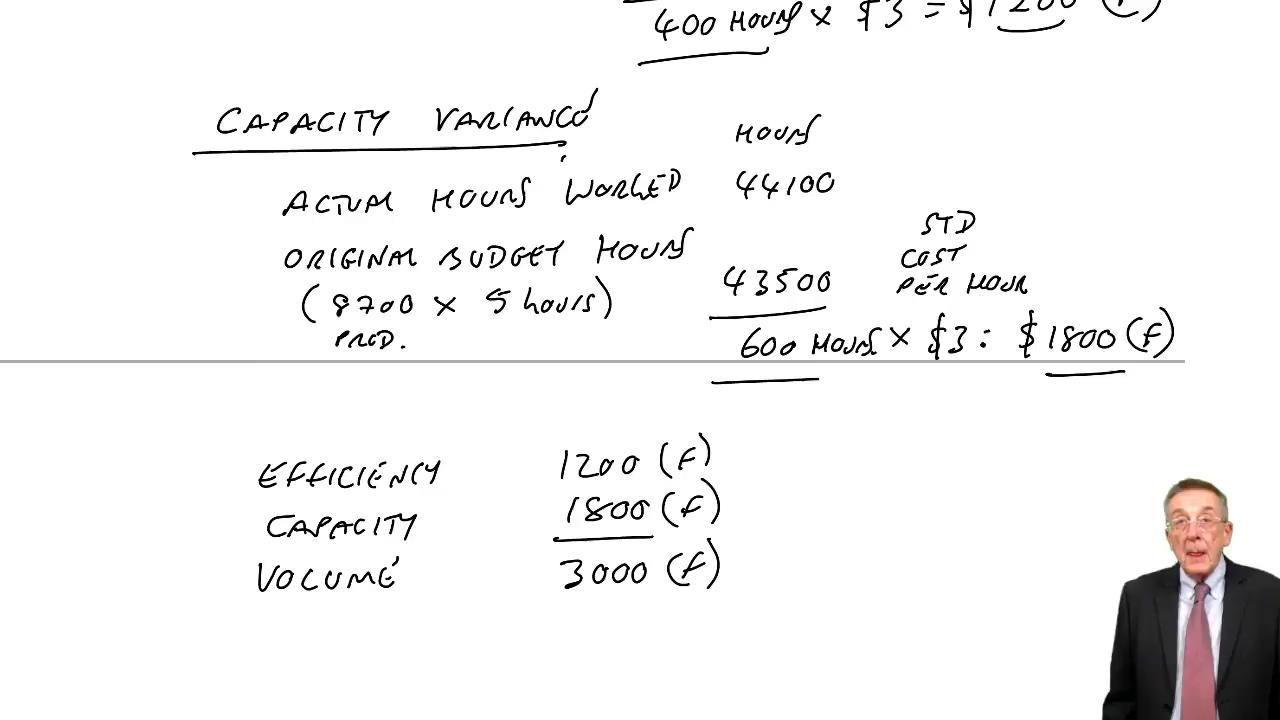 400 HOURS × $3 = $1200 (f)
CAPACITY VARIANCE
HOURS
ACTUAL HOURS WORKED 44100
ORIGINAL BUDGET HOURS
(8700 × 5 hours) 43500
PROD.
STD
COST
PER HOUR
600 HOURS × $3 : $1800 (f)
EFFICIENCY 1200 (f)
CAPACITY 1800 (f)
VOLUME 3000 (f)